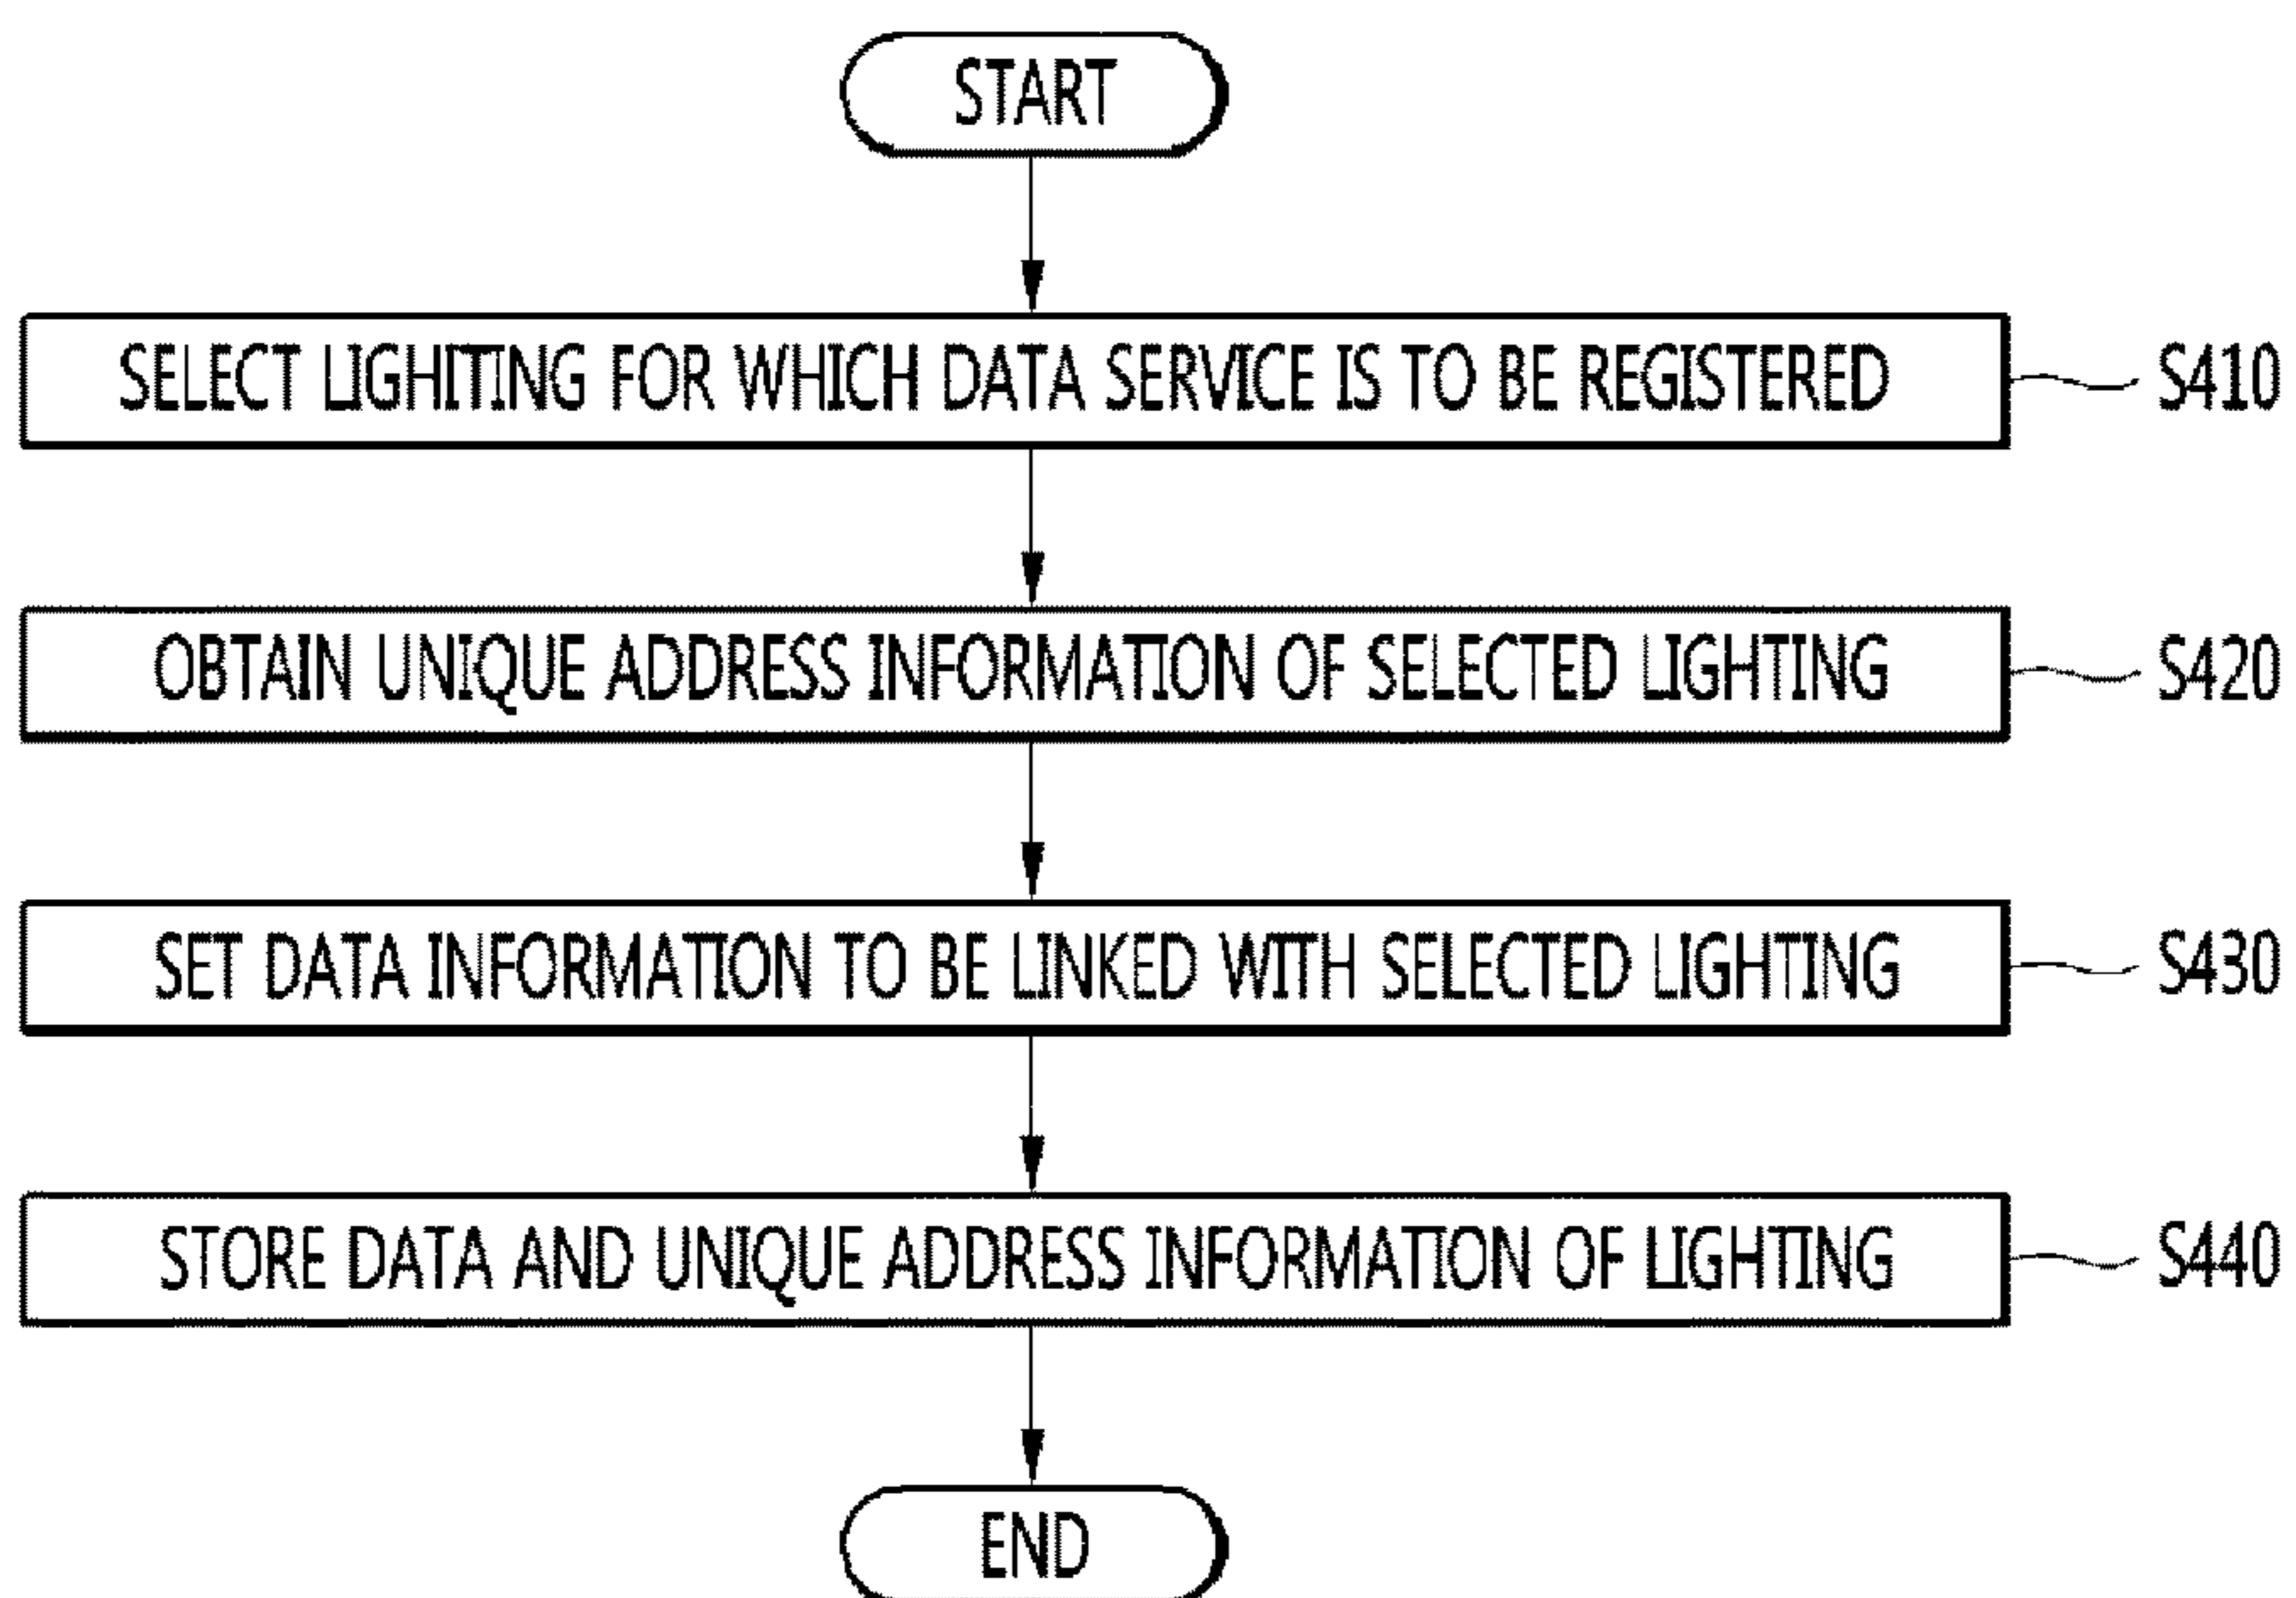 START
SELECT LIGHITING FOR WHICH DATA SERVICE IS TO BE REGISTERED
S410
OBTAIN UNIQUE ADDRESS INFORMATION OF SELECTED LIGHTING
S420
SET DATA INFORMATION TO BE LINKED WITH SELECTED LIGHTING
S430
STORE DATA AND UNIQUE ADDRESS INFORMATION OF LIGHTING
S440
END